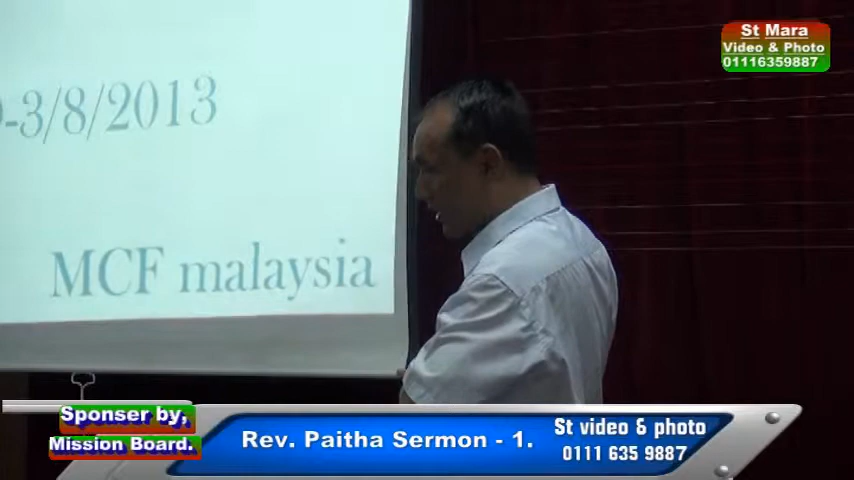 St Mara
Video & Photo
01116359887
-3/8/2013
MCF malaysia
Sponser by,
Mission Board.
Rev. Paitha Sermon - 1.
St video & photo
0111 635 9887